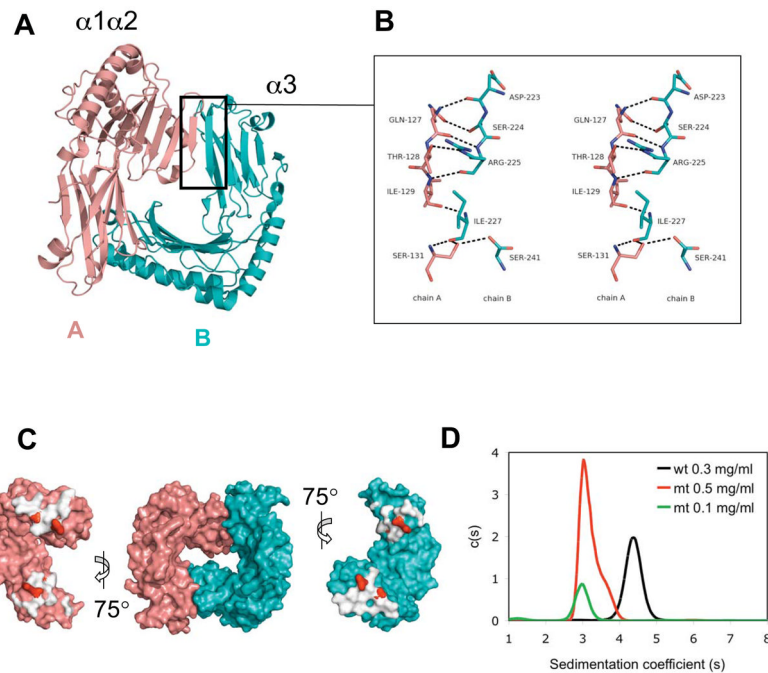 A
α1α2
α3
A
B
B
ASP-223
GLN-127
SER-224
THR-128
ARG-225
ILE-129
ILE-227
SER-131
SER-241
chain A
chain B
ASP-223
GLN-127
SER-224
THR-128
ARG-225
ILE-129
ILE-227
SER-131
SER-241
chain A
chain B
C
75°
75°
D
c(s)
4
3
2
1
0
wt 0.3 mg/ml
mt 0.5 mg/ml
mt 0.1 mg/ml
1 2 3 4 5 6 7 8
Sedimentation coefficient (s)